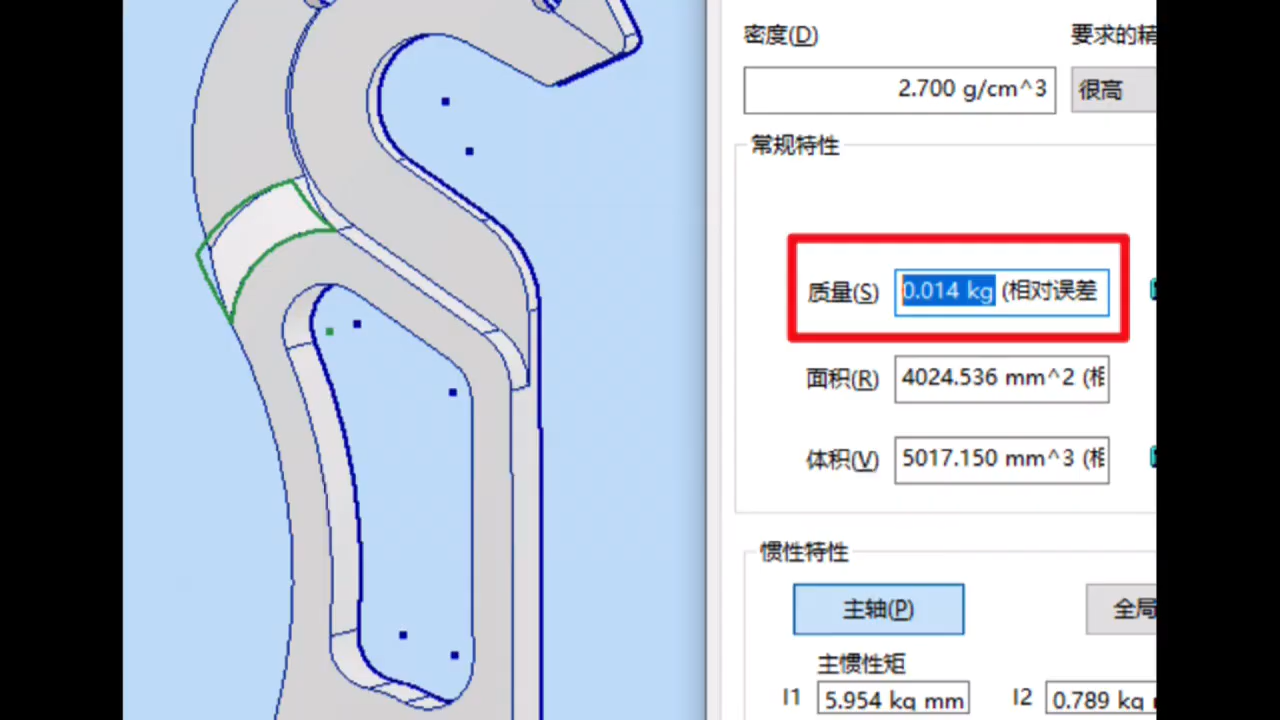 密度(D)
要求的精
2.700 g/cm^3
很高
常规特性
质量(S)
0.014 kg (相对误差
面积(R)
4024.536 mm^2 (相
体积(V)
5017.150 mm^3 (相
惯性特性
主轴(P)
全局
主惯性矩
I1
5.954 kg mm
I2
0.789 kg